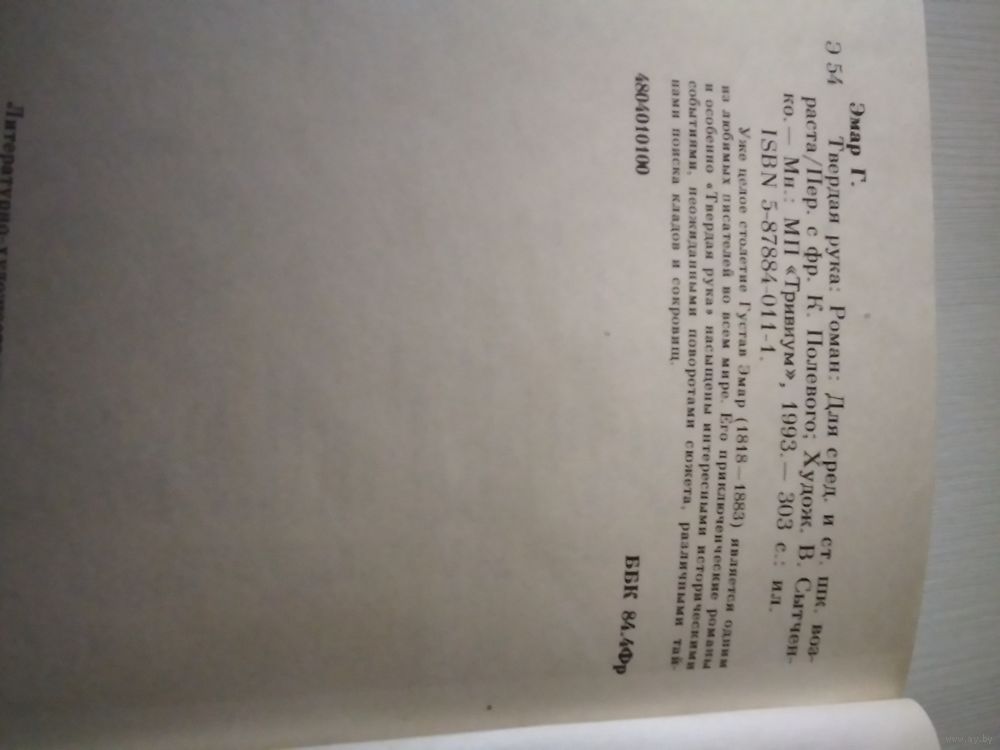 Э 54
Эмар Г.
Твердая рука: Роман: Для сред. и ст. шк. воз-
раста/Пер. с фр. К. Полевого; Худож. В. Сытчен-
ко.— Мн.: МП «Тривиум», 1993.— 303 с.: ил.
ISBN 5-87884-011-1.
Уже целое столетие Густав Эмар (1818—1883) является одним
из любимых писателей во всем мире. Его приключенческие романы
и особенно «Твердая рука» насыщены интересными историческими
событиями, неожиданными поворотами сюжета, различными тай-
нами поиска кладов и сокровищ.
4804010100
ББК 84.4Фр
www.ay.by